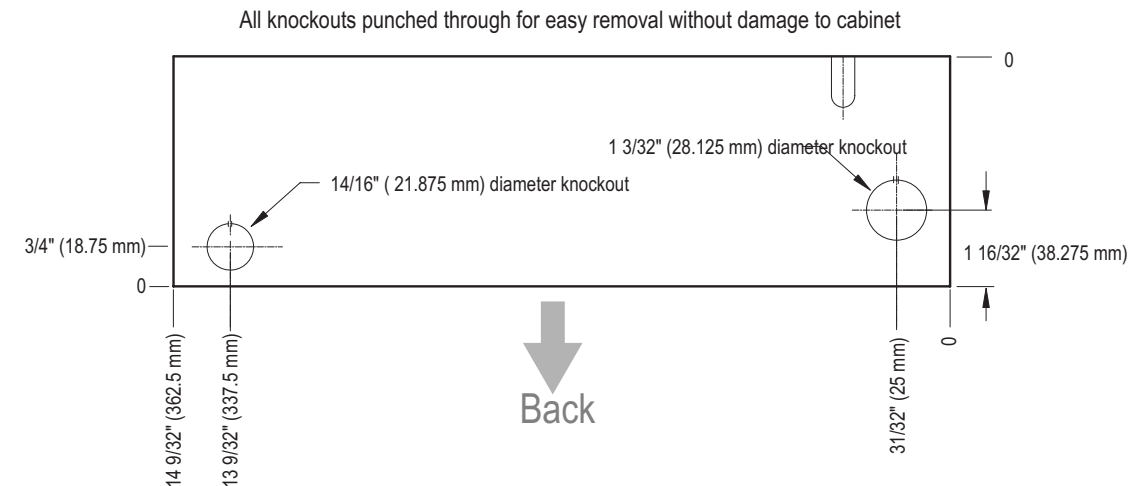 All knockouts punched through for easy removal without damage to cabinet
0
1 3/32" (28.125 mm) diameter knockout
14/16" ( 21.875 mm) diameter knockout
3/4" (18.75 mm)
1 16/32" (38.275 mm)
0
14 9/32" (362.5 mm)
13 9/32" (337.5 mm)
Back
31/32" (25 mm)
0